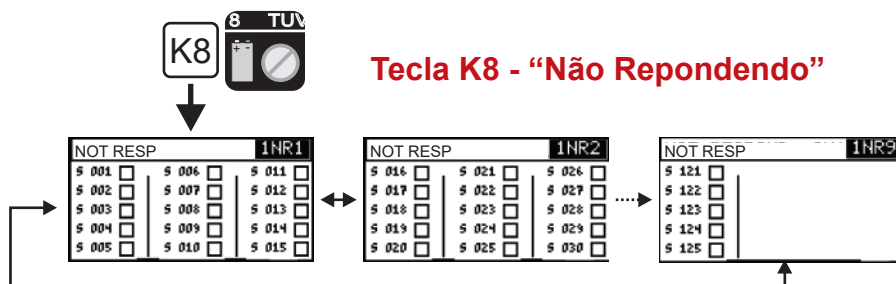 8 TUV
K8
Tecla K8 - “Não Repondendo”
NOT RESP 1NR1
S 001 S 006 S 011
S 002 S 007 S 012
S 003 S 008 S 013
S 004 S 009 S 014
S 005 S 010 S 015
NOT RESP 1NR2
S 016 S 021 S 026
S 017 S 022 S 027
S 018 S 023 S 028
S 019 S 024 S 029
S 020 S 025 S 030
NOT RESP 1NR9
S 121
S 122
S 123
S 124
S 125